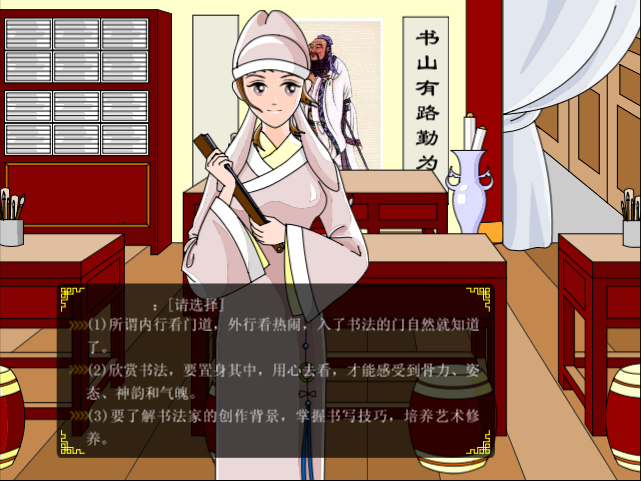 书山有路勤为
：[请选择]
(1)所谓内行看门道，外行看热闹，入了书法的门自然就知道
了。
(2)欣赏书法，要置身其中，用心去看，才能感受到骨力、姿
态、神韵和气魄。
(3)要了解书法家的创作背景，掌握书写技巧，培养艺术修
养。